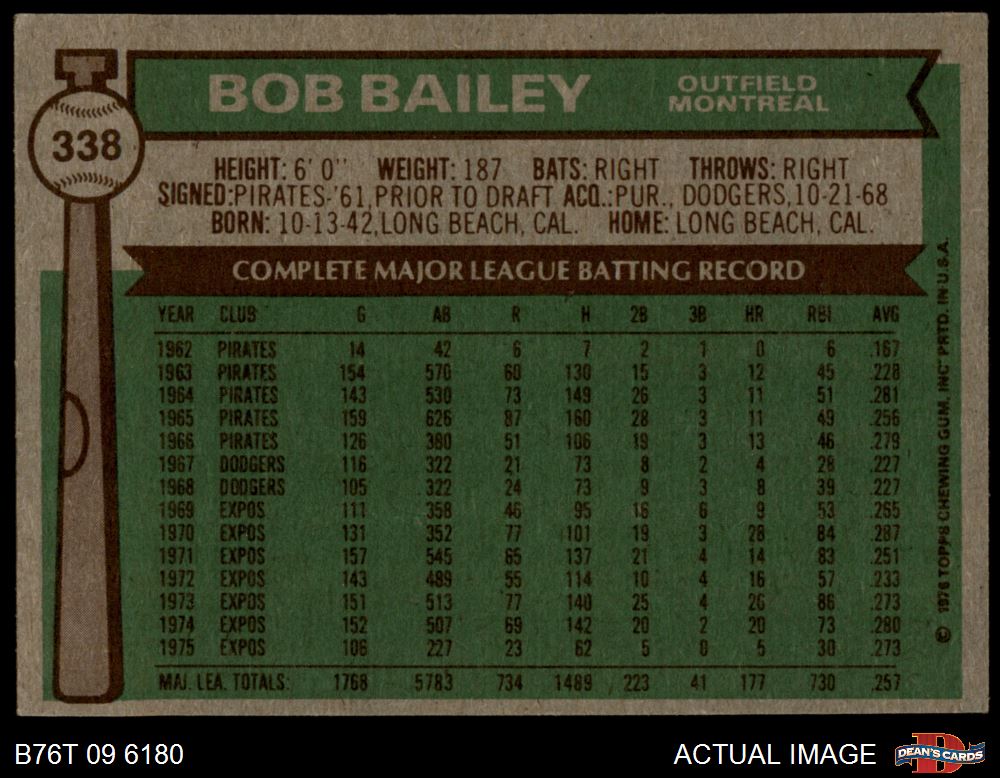 BOB BAILEY
OUTFIELD
MONTREAL
338
HEIGHT: 6' 0" WEIGHT: 187 BATS: RIGHT THROWS: RIGHT
SIGNED:PIRATES-'61,PRIOR TO DRAFT ACQ.:PUR., DODGERS,10-21-68
BORN: 10-13-42,LONG BEACH, CAL. HOME: LONG BEACH, CAL.
COMPLETE MAJOR LEAGUE BATTING RECORD
YEAR CLUB G AB R H 2B 3B HR RBI AVG
1962 PIRATES 14 42 6 7 2 1 0 6 .167
1963 PIRATES 154 570 60 130 15 3 12 45 .228
1964 PIRATES 143 530 73 149 26 3 11 51 .281
1965 PIRATES 159 626 87 160 28 3 11 49 .256
1966 PIRATES 126 380 51 106 19 3 13 46 .279
1967 DODGERS 116 322 21 73 8 2 4 28 .227
1968 DODGERS 105 322 24 73 9 3 8 39 .227
1969 EXPOS 111 358 46 95 16 6 9 53 .265
1970 EXPOS 131 352 77 101 19 3 28 84 .287
1971 EXPOS 157 545 65 137 21 4 14 83 .251
1972 EXPOS 143 489 55 114 10 4 16 57 .233
1973 EXPOS 151 513 77 140 25 4 26 86 .273
1974 EXPOS 152 507 69 142 20 2 20 73 .280
1975 EXPOS 106 227 23 62 5 0 5 30 .273
MAJ. LEA. TOTALS: 1768 5783 734 1489 223 41 177 730 .257
© 1976 TOPPS CHEWING GUM, INC. PRTD. IN U.S.A.
B76T 09 6180
ACTUAL IMAGE
DEAN'S CARDS